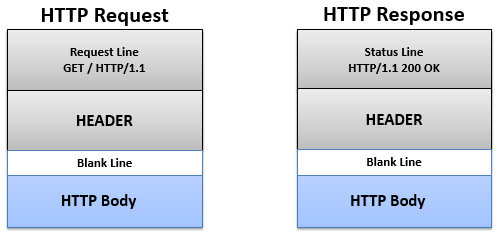 HTTP Request
Request Line
GET / HTTP/1.1
HEADER
Blank Line
HTTP Body
HTTP Response
Status Line
HTTP/1.1 200 OK
HEADER
Blank Line
HTTP Body